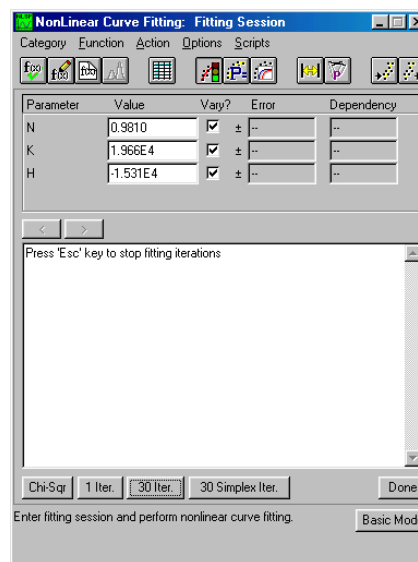 NonLinear Curve Fitting: Fitting Session
Category Function Action Options Scripts
Parameter Value Vary? Error Dependency
N 0.9810 ± -- --
K 1.966E4 ± -- --
H -1.531E4 ± -- --
< >
Press 'Esc' key to stop fitting iterations
Chi-Sqr 1 Iter. 30 Iter. 30 Simplex Iter. Done
Enter fitting session and perform nonlinear curve fitting. Basic Mod